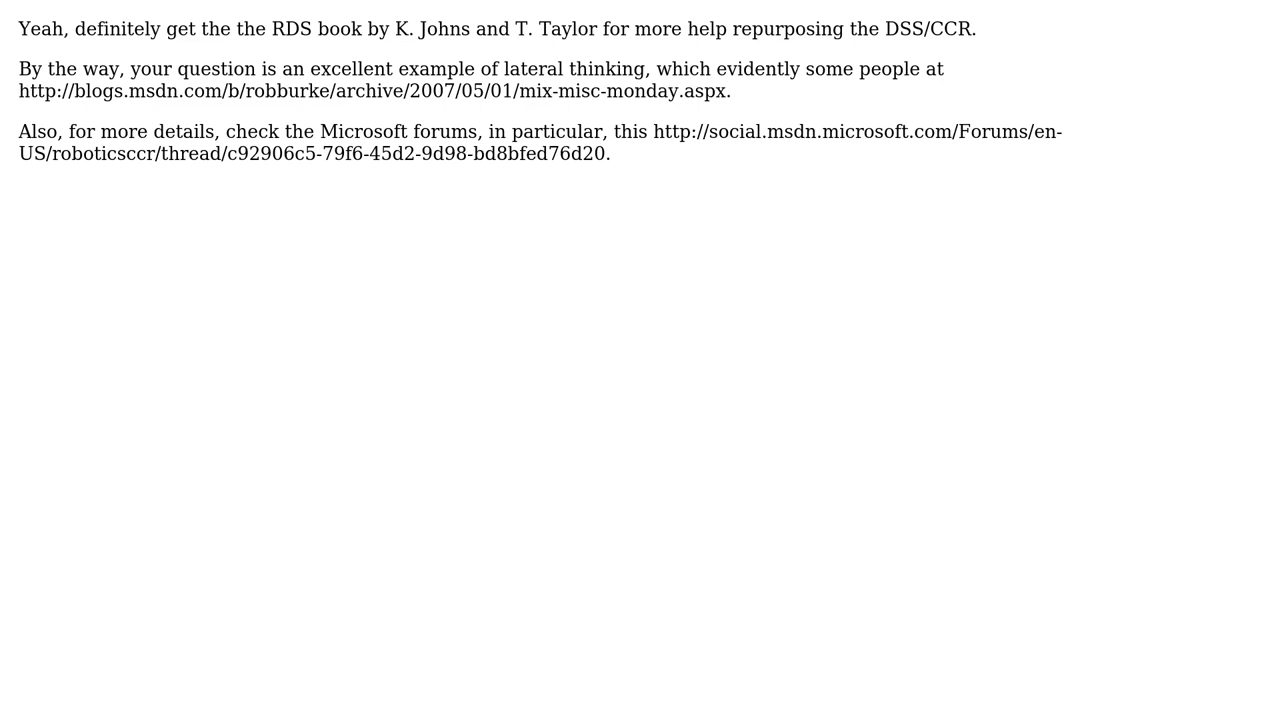 Yeah, definitely get the the RDS book by K. Johns and T. Taylor for more help repurposing the DSS/CCR.
By the way, your question is an excellent example of lateral thinking, which evidently some people at
http://blogs.msdn.com/b/robburke/archive/2007/05/01/mix-misc-monday.aspx.
Also, for more details, check the Microsoft forums, in particular, this http://social.msdn.microsoft.com/Forums/en-
US/roboticsccr/thread/c92906c5-79f6-45d2-9d98-bd8bfed76d20.